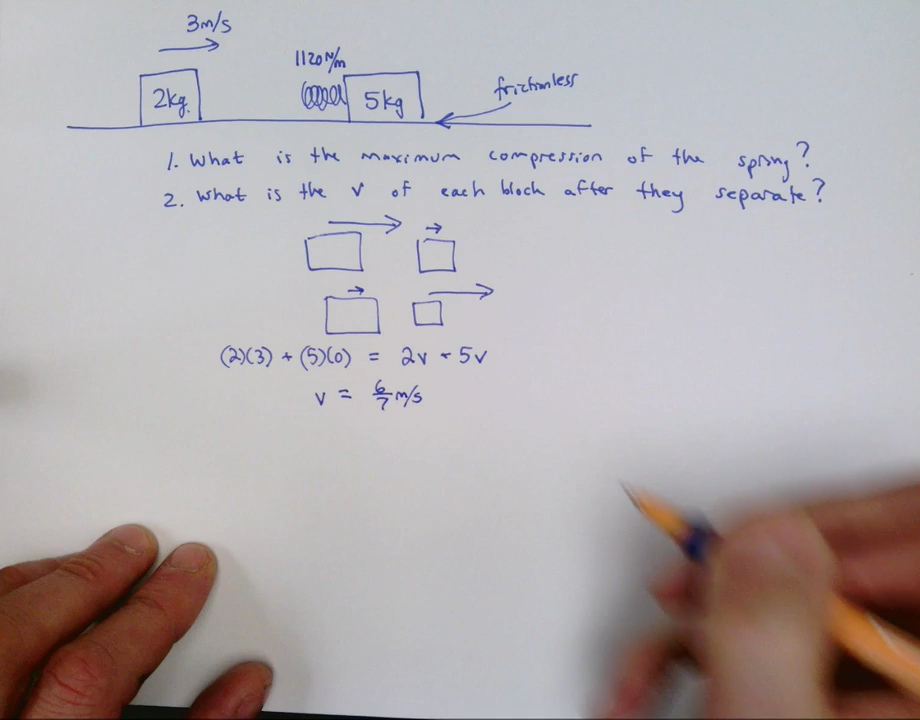 3m/s
1120 N/m
2kg.
5kg
frictionless
1. What is the maximum compression of the spring?
2. What is the v of each block after they separate?
(2)(3) + (5)(0) = 2v + 5v
v = 6/7 m/s